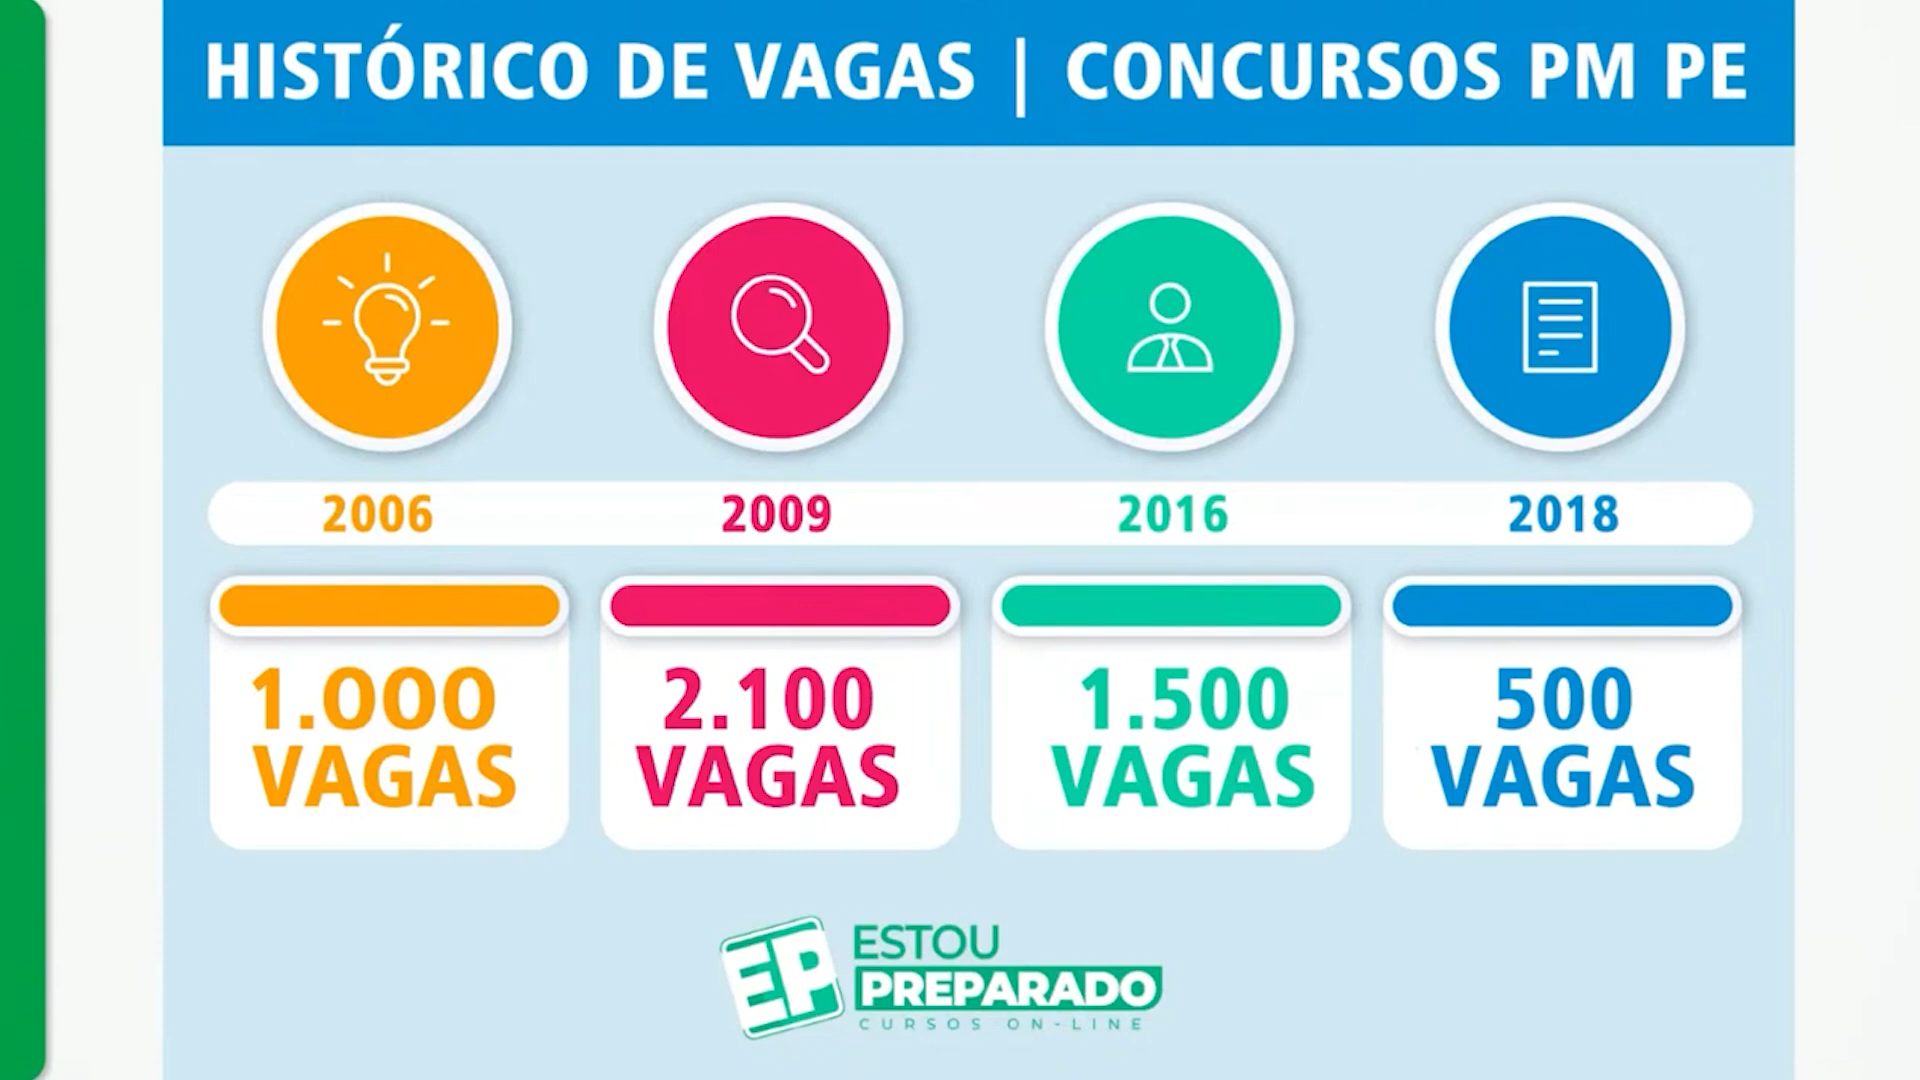 HISTÓRICO DE VAGAS | CONCURSOS PM PE
2006
2009
2016
2018
1.000
VAGAS
2.100
VAGAS
1.500
VAGAS
500
VAGAS
EP
ESTOU
PREPARADO
CURSOS ON-LINE